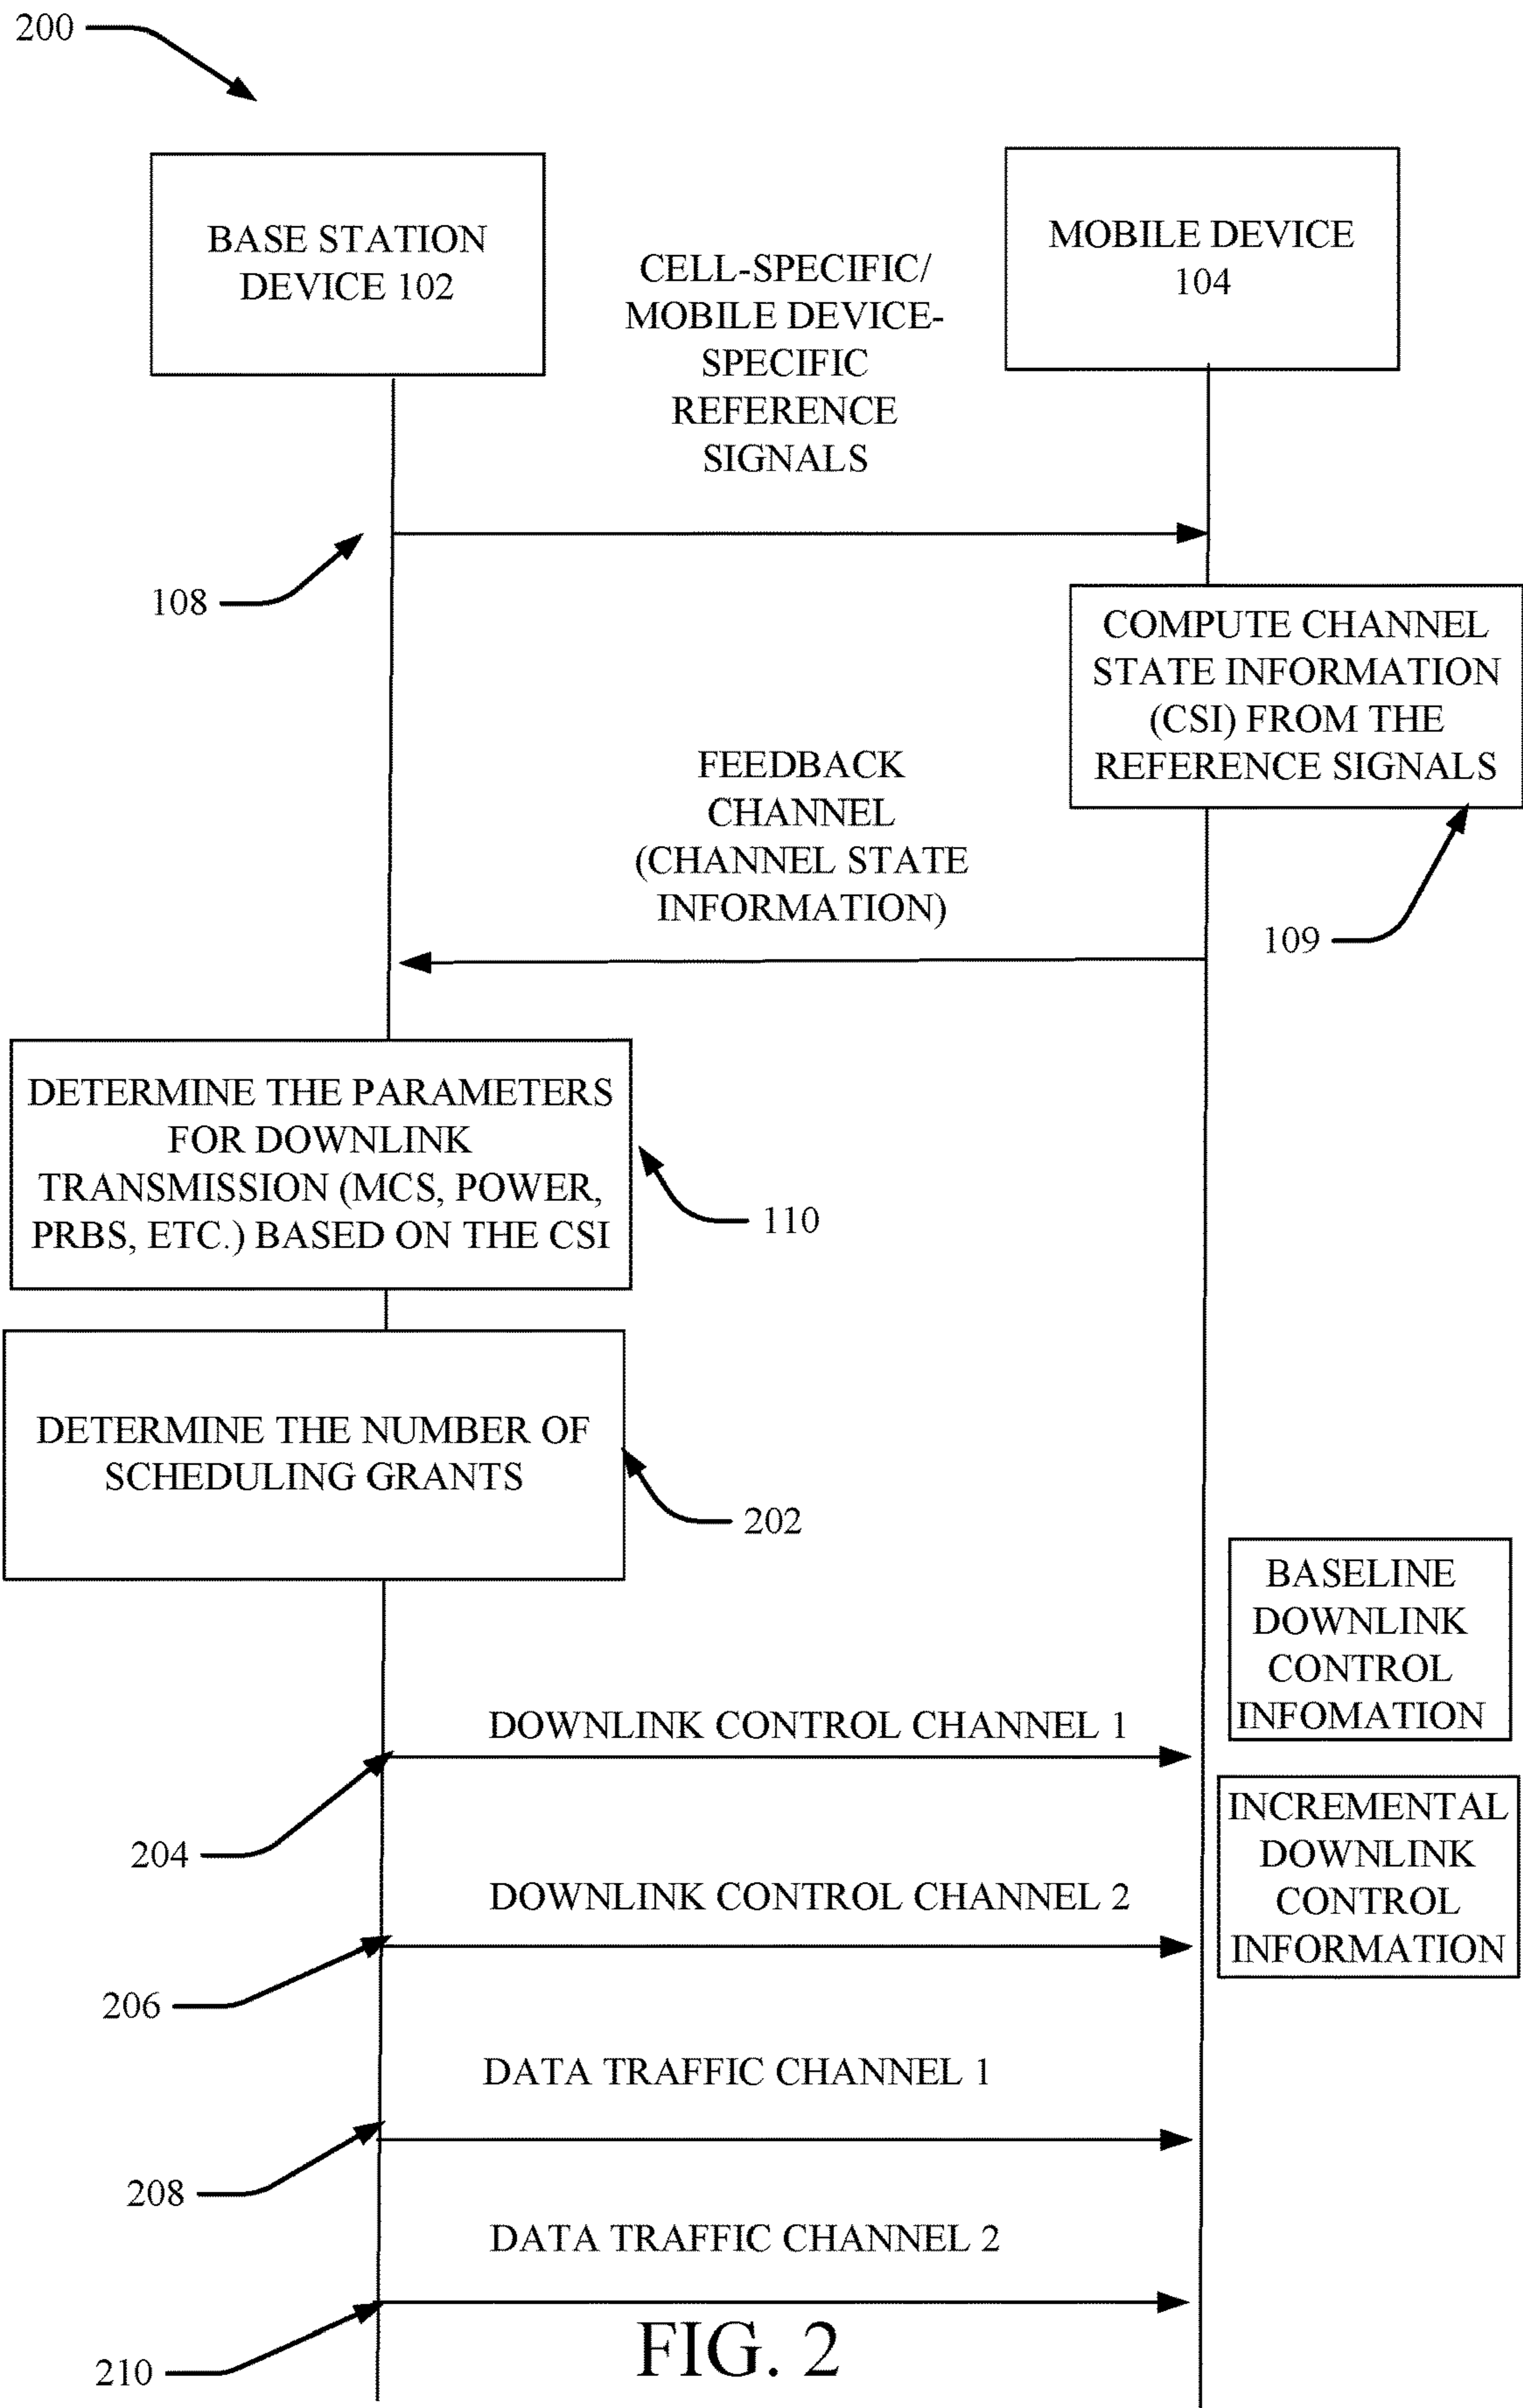 200
BASE STATION
DEVICE 102
MOBILE DEVICE
104
CELL-SPECIFIC/
MOBILE DEVICE-
SPECIFIC
REFERENCE
SIGNALS
108
COMPUTE CHANNEL
STATE INFORMATION
(CSI) FROM THE
REFERENCE SIGNALS
109
FEEDBACK
CHANNEL
(CHANNEL STATE
INFORMATION)
DETERMINE THE PARAMETERS
FOR DOWNLINK
TRANSMISSION (MCS, POWER,
PRBS, ETC.) BASED ON THE CSI
110
DETERMINE THE NUMBER OF
SCHEDULING GRANTS
202
BASELINE
DOWNLINK
CONTROL
INFOMATION
DOWNLINK CONTROL CHANNEL 1
204
INCREMENTAL
DOWNLINK
CONTROL
INFORMATION
DOWNLINK CONTROL CHANNEL 2
206
DATA TRAFFIC CHANNEL 1
208
DATA TRAFFIC CHANNEL 2
210
FIG. 2